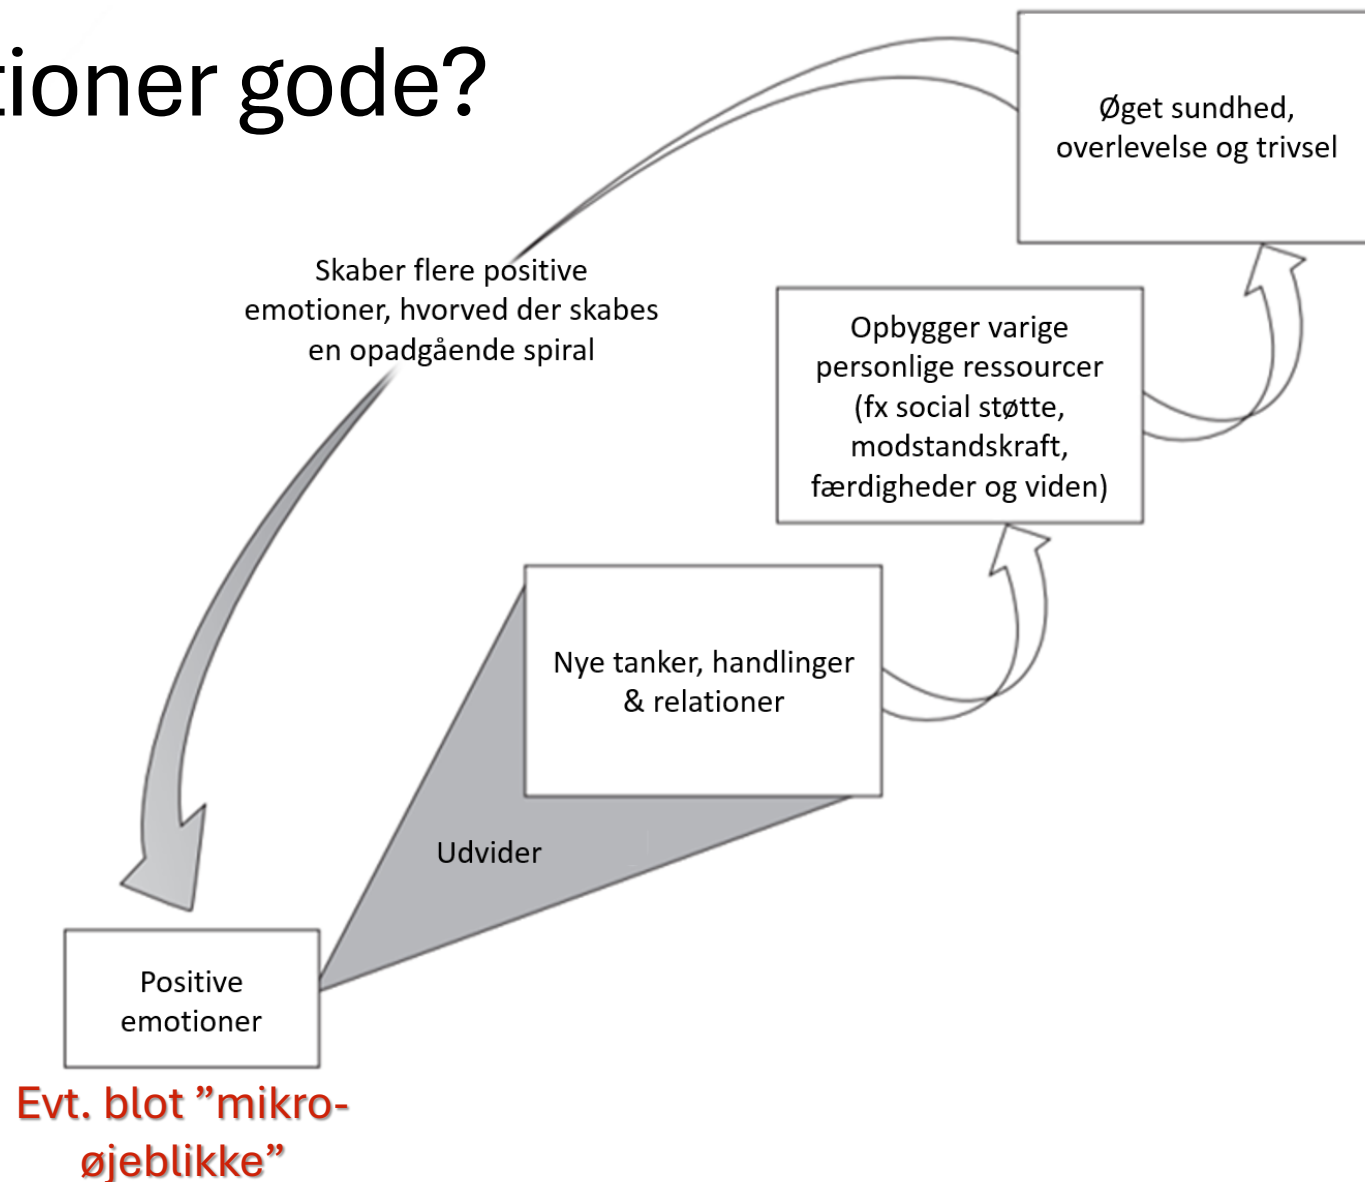 tioner gode?
Øget sundhed,
overlevelse og trivsel
Skaber flere positive
emotioner, hvorved der skabes
en opadgående spiral
Opbygger varige
personlige ressourcer
(fx social støtte,
modstandskraft,
færdigheder og viden)
Nye tanker, handlinger
& relationer
Udvider
Positive
emotioner
Evt. blot ”mikro-
øjeblikke”